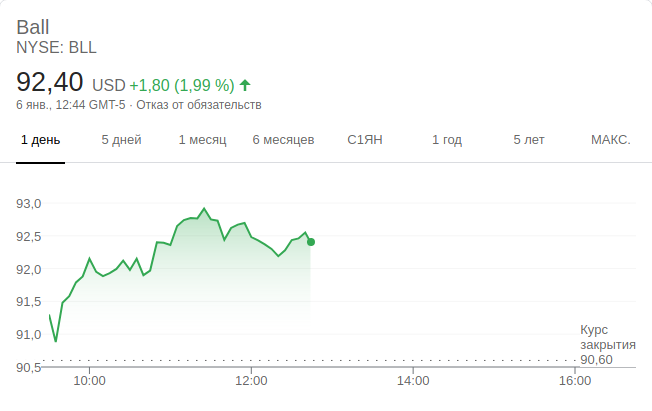 Ball
NYSE: BLL
92,40 USD +1,80 (1,99 %)
6 янв., 12:44 GMT-5 · Отказ от обязательств
1 день 5 дней 1 месяц 6 месяцев С1ЯН 1 год 5 лет МАКС.
93,0
92,5
92,0
91,5
91,0
Курс
закрытия
90,60
90,5
10:00 12:00 14:00 16:00